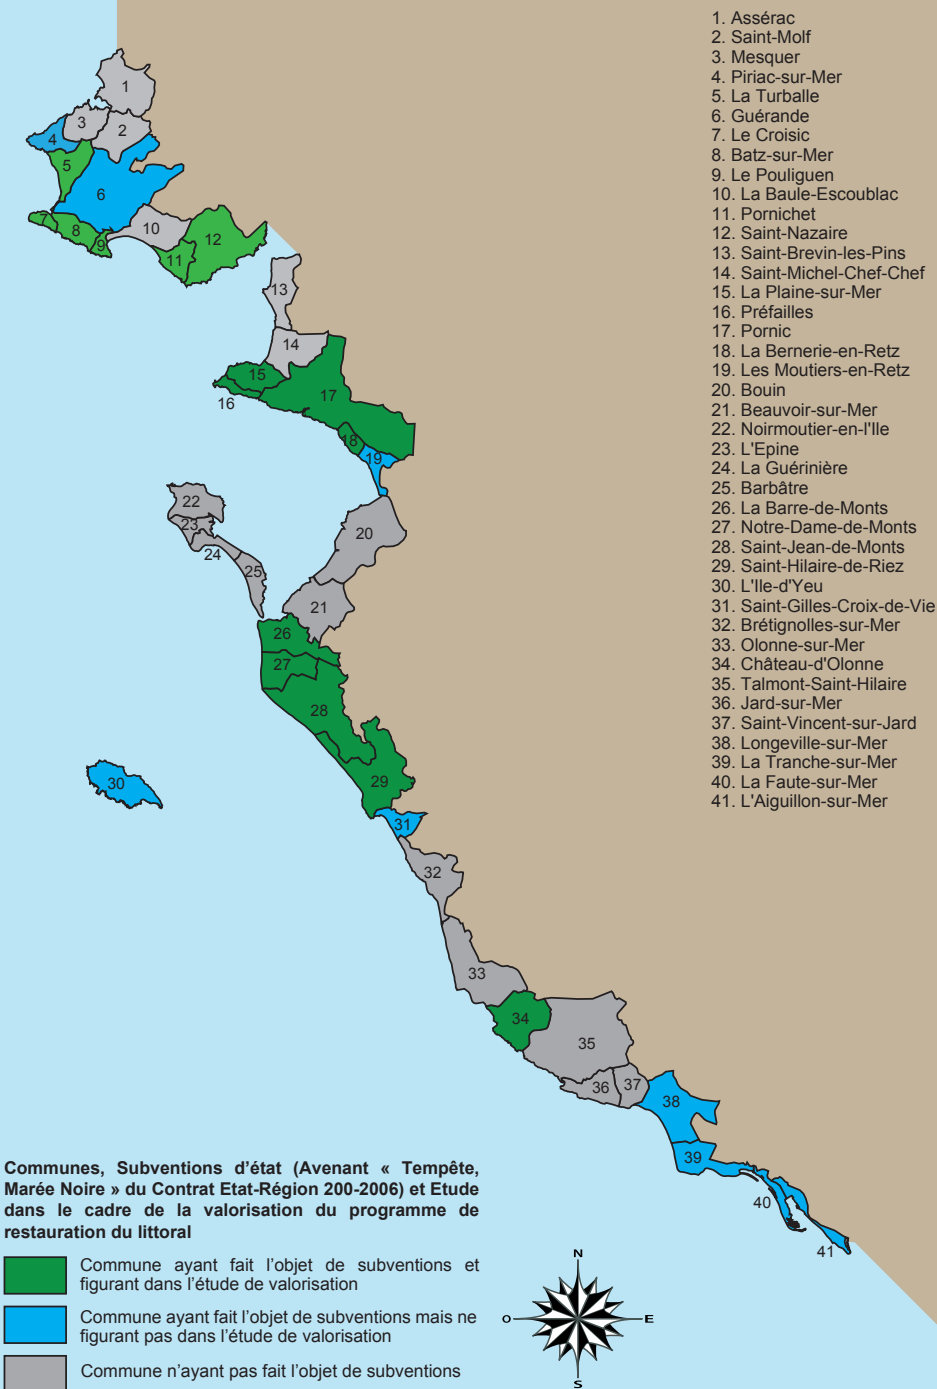 1. Assérac
2. Saint-Molf
3. Mesquer
4. Piriac-sur-Mer
5. La Turballe
6. Guérande
7. Le Croisic
8. Batz-sur-Mer
9. Le Pouliguen
10. La Baule-Escoublac
11. Pornichet
12. Saint-Nazaire
13. Saint-Brevin-les-Pins
14. Saint-Michel-Chef-Chef
15. La Plaine-sur-Mer
16. Préfailles
17. Pornic
18. La Bernerie-en-Retz
19. Les Moutiers-en-Retz
20. Bouin
21. Beauvoir-sur-Mer
22. Noirmoutier-en-l'Ile
23. L'Epine
24. La Guérinière
25. Barbâtre
26. La Barre-de-Monts
27. Notre-Dame-de-Monts
28. Saint-Jean-de-Monts
29. Saint-Hilaire-de-Riez
30. L'Ile-d'Yeu
31. Saint-Gilles-Croix-de-Vie
32. Brétignolles-sur-Mer
33. Olonne-sur-Mer
34. Château-d'Olonne
35. Talmont-Saint-Hilaire
36. Jard-sur-Mer
37. Saint-Vincent-sur-Jard
38. Longeville-sur-Mer
39. La Tranche-sur-Mer
40. La Faute-sur-Mer
41. L'Aiguillon-sur-Mer
1
3
2
4
5
6
7
8
9
10
11
12
13
14
15
16
17
18
19
22
23
24
25
20
21
26
27
28
29
30
31
32
33
34
35
36
37
38
39
40
41
Communes, Subventions d'état (Avenant « Tempête,
Marée Noire » du Contrat Etat-Région 200-2006) et Etude
dans le cadre de la valorisation du programme de
restauration du littoral
Commune ayant fait l'objet de subventions et
figurant dans l'étude de valorisation
Commune ayant fait l'objet de subventions mais ne
figurant pas dans l'étude de valorisation
Commune n'ayant pas fait l'objet de subventions
N
O
E
S